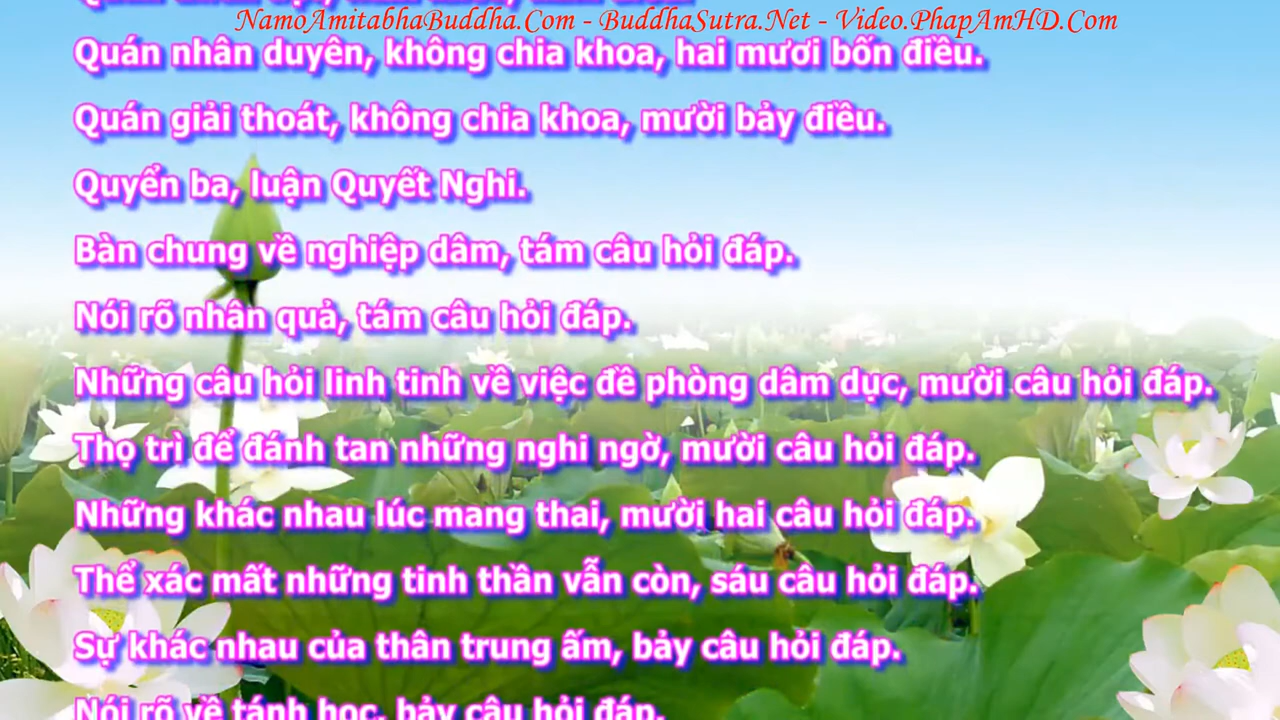 NamoAmitabhaBuddha.Com - BuddhaSutra.Net - Video.PhapAmHD.Com
Quán nhân duyên, không chia khoa, hai mươi bốn điều.
Quán giải thoát, không chia khoa, mười bảy điều.
Quyển ba, luận Quyết Nghi.
Bàn chung về nghiệp dâm, tám câu hỏi đáp.
Nói rõ nhân quả, tám câu hỏi đáp.
Những câu hỏi linh tinh về việc đề phòng dâm dục, mười câu hỏi đáp.
Thọ trì để đánh tan những nghi ngờ, mười câu hỏi đáp.
Những khác nhau lúc mang thai, mười hai câu hỏi đáp.
Thể xác mất những tinh thần vẫn còn, sáu câu hỏi đáp.
Sự khác nhau của thân trung ấm, bảy câu hỏi đáp.
Nói rõ về tánh học, bảy câu hỏi đáp.